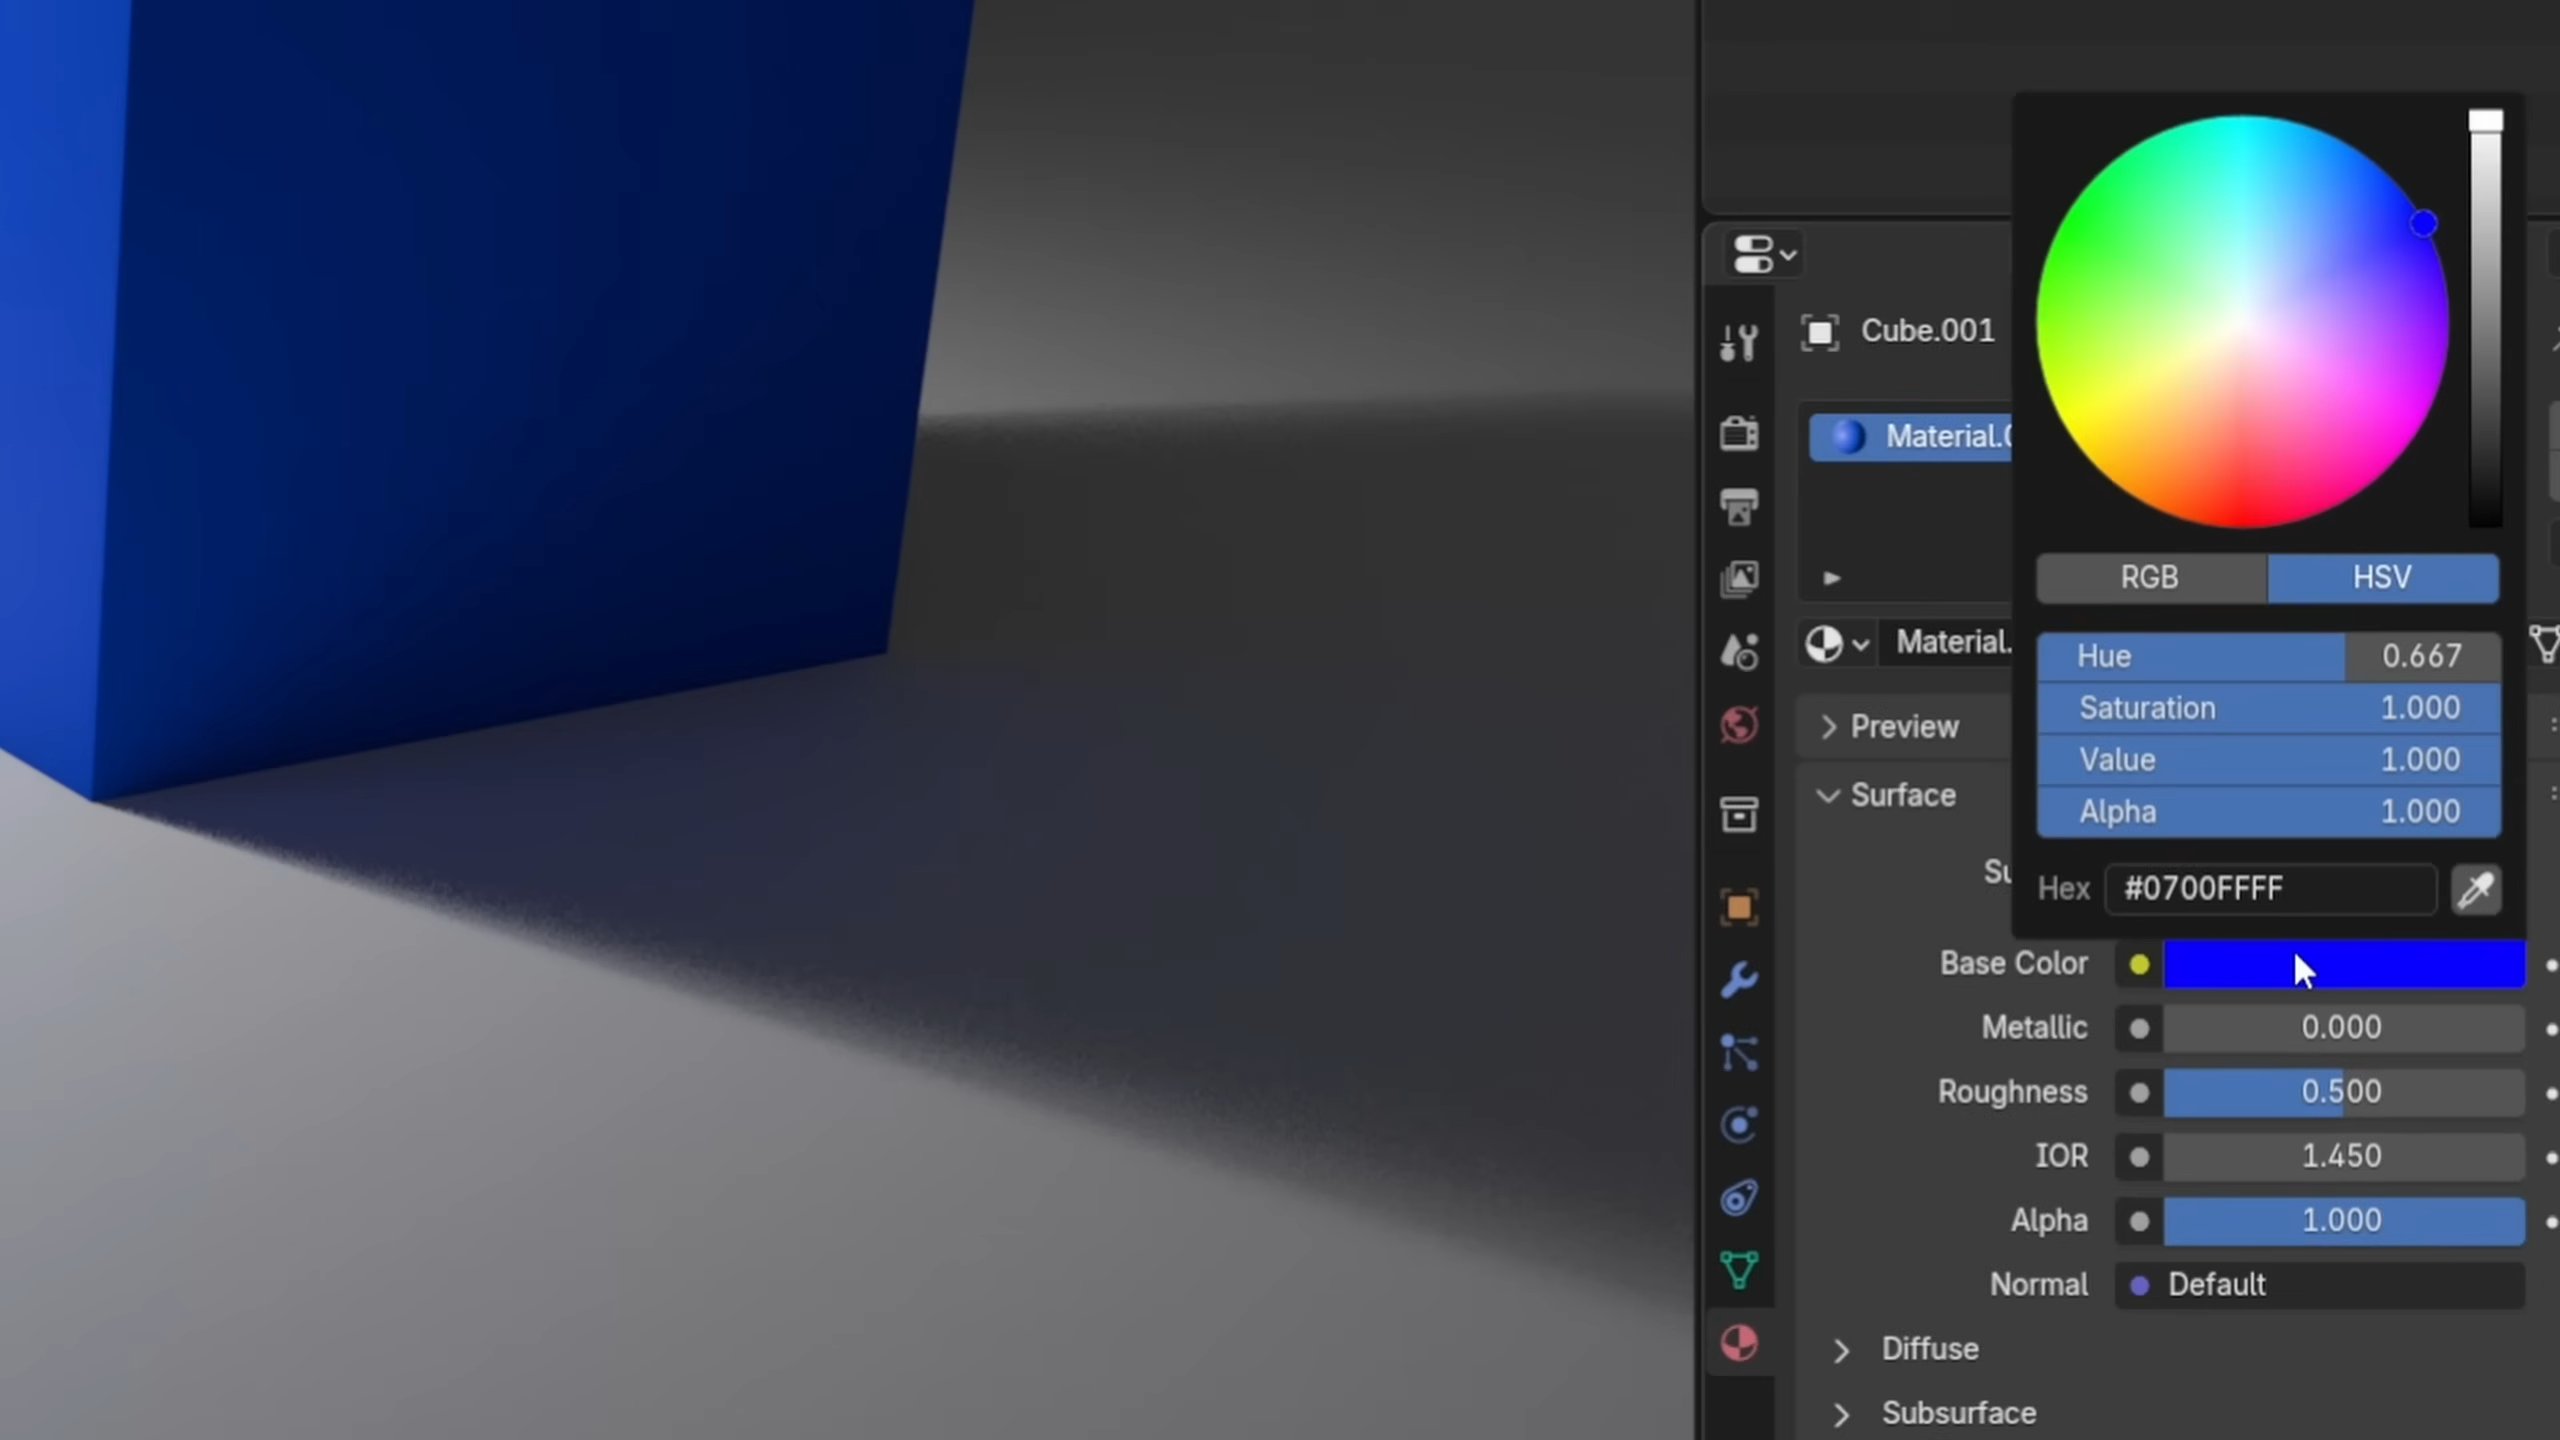 Cube.001
Material.0
RGB HSV
Material.
Hue 0.667
Saturation 1.000
Preview
Value 1.000
Surface
Alpha 1.000
Su
Hex #0700FFFF
Base Color
Metallic 0.000
Roughness 0.500
IOR 1.450
Alpha 1.000
Normal Default
Diffuse
Subsurface